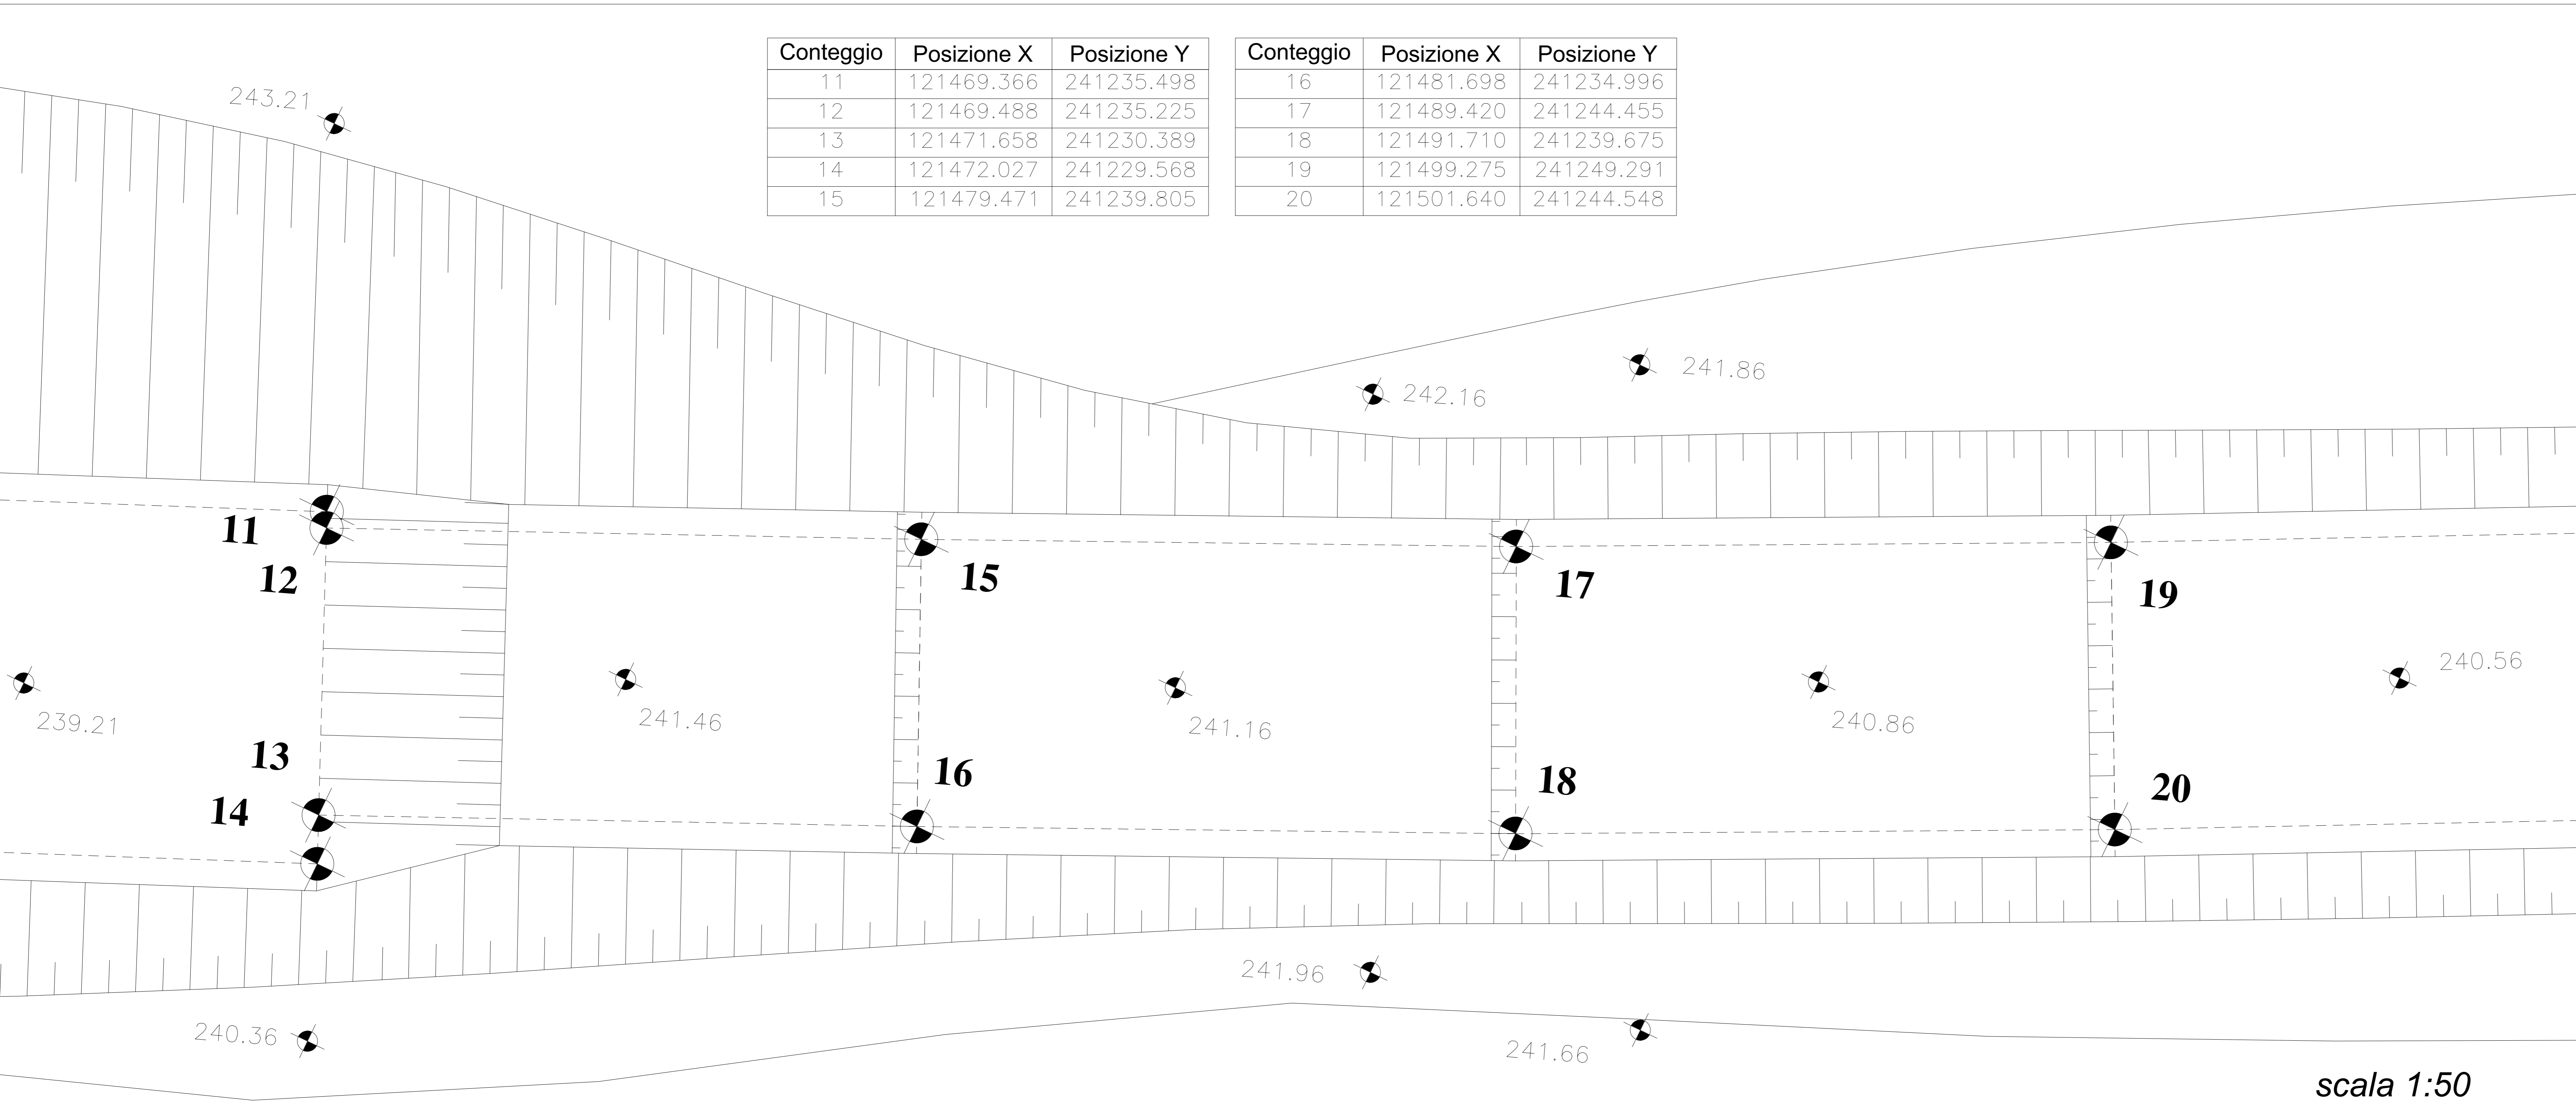 Conteggio Posizione X Posizione Y
11 121469.366 241235.498
12 121469.488 241235.225
13 121471.658 241230.389
14 121472.027 241229.568
15 121479.471 241239.805
Conteggio Posizione X Posizione Y
16 121481.698 241234.996
17 121489.420 241244.455
18 121491.710 241239.675
19 121499.275 241249.291
20 121501.640 241244.548
243.21
241.86
242.16
11
12
15
17
19
239.21
241.46
241.16
240.86
240.56
13
14
16
18
20
241.96
240.36
241.66
scala 1:50